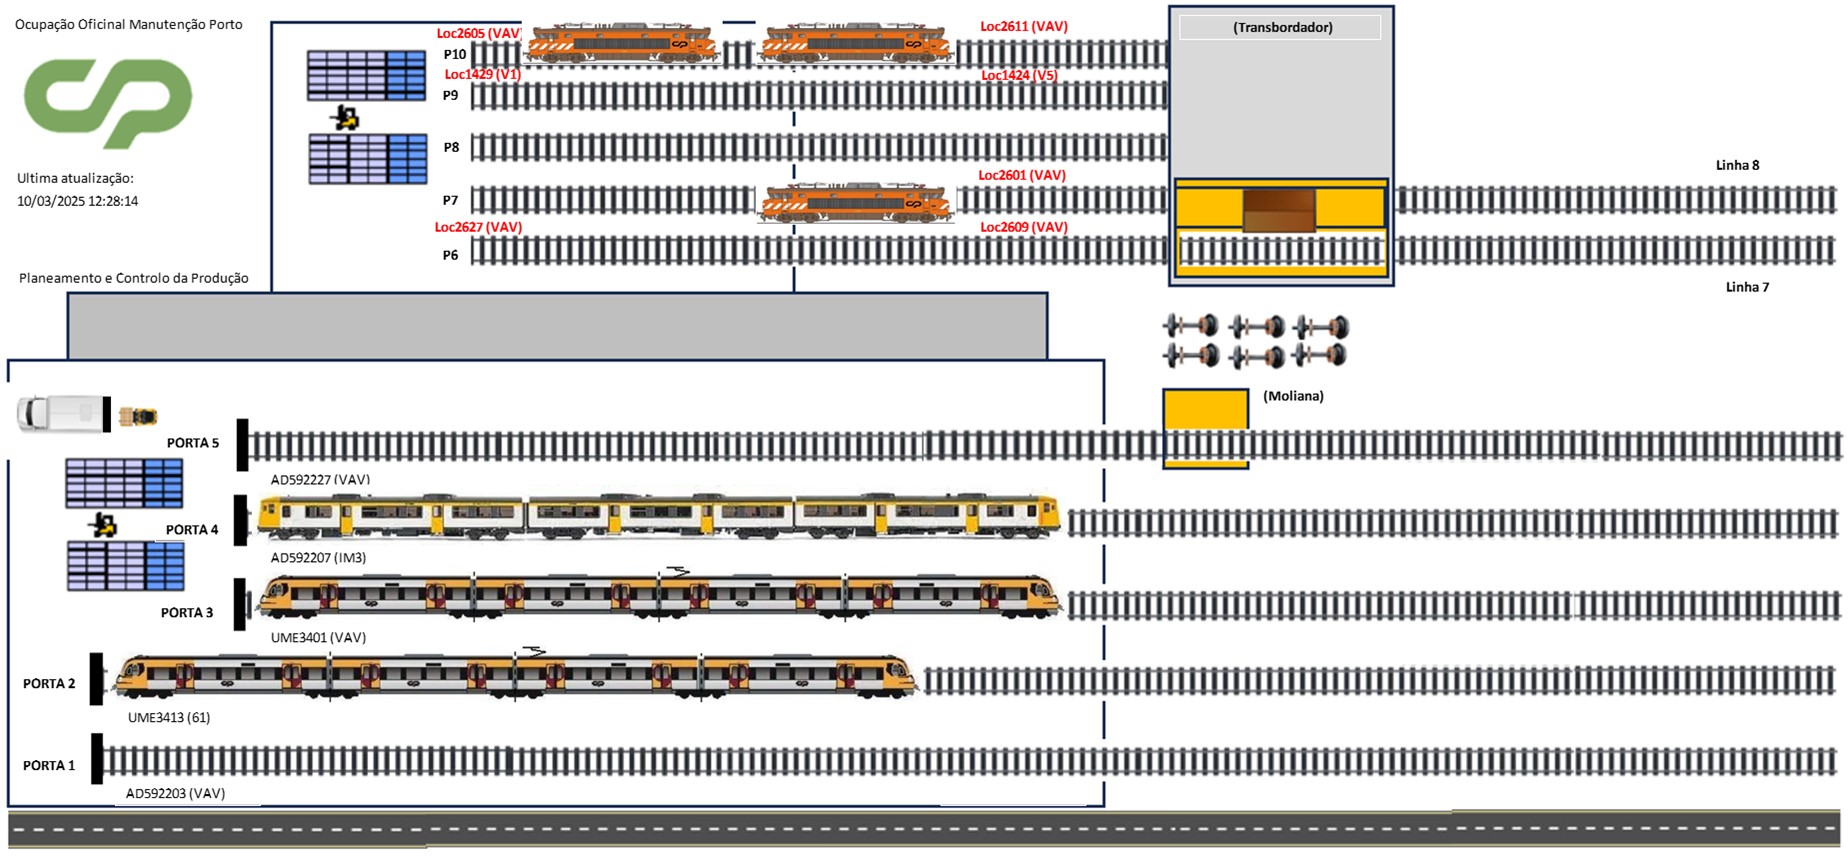 Ocupação Oficinal Manutenção Porto
cp
Ultima atualização:
10/03/2025 12:28:14
Planeamento e Controlo da Produção
Loc2605 (VAV)
Loc2611 (VAV)
P10
Loc1429 (V1)
Loc1424 (V5)
P9
P8
Loc2601 (VAV)
P7
Loc2627 (VAV)
Loc2609 (VAV)
P6
(Transbordador)
Linha 8
Linha 7
(Moliana)
PORTA 5
AD592227 (VAV)
PORTA 4
AD592207 (IM3)
PORTA 3
UME3401 (VAV)
PORTA 2
UME3413 (61)
PORTA 1
AD592203 (VAV)